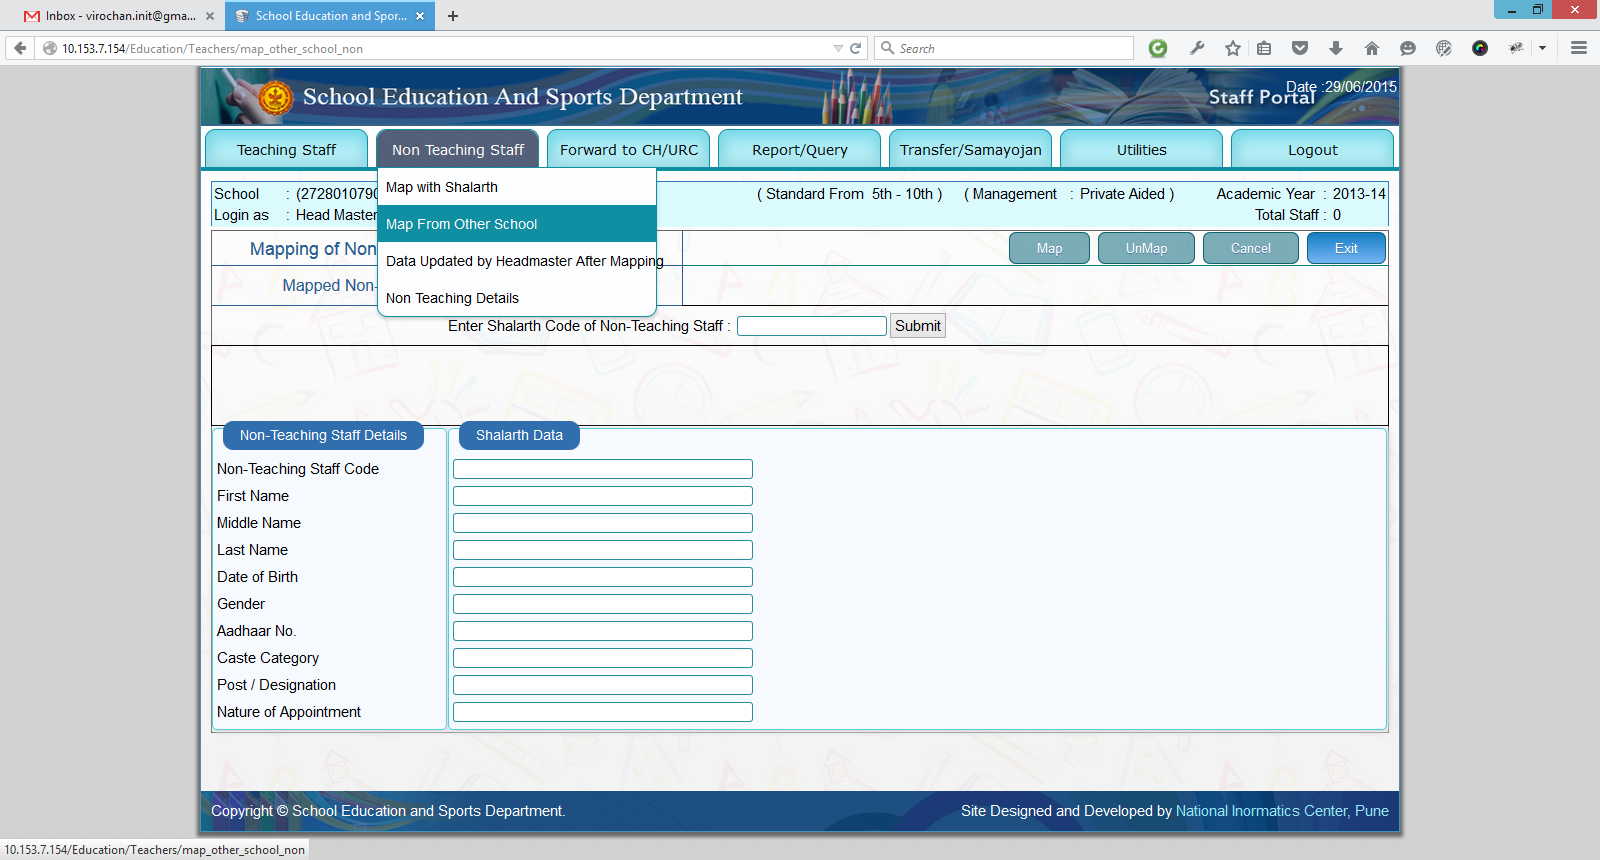 Inbox - virochan.init@gma...
School Education and Spor...
10.153.7.154/Education/Teachers/map_other_school_non
Search
School Education And Sports Department
Date :29/06/2015
Staff Portal
Teaching Staff
Non Teaching Staff
Forward to CH/URC
Report/Query
Transfer/Samayojan
Utilities
Logout
Map with Shalarth
Map From Other School
Data Updated by Headmaster After Mapping
Non Teaching Details
School : (2728010790 ( Standard From 5th - 10th ) ( Management : Private Aided ) Academic Year : 2013-14
Login as : Head Master Total Staff : 0
Mapping of Non
Map
UnMap
Cancel
Exit
Mapped Non-
Enter Shalarth Code of Non-Teaching Staff :
Submit
Non-Teaching Staff Details
Shalarth Data
Non-Teaching Staff Code
First Name
Middle Name
Last Name
Date of Birth
Gender
Aadhaar No.
Caste Category
Post / Designation
Nature of Appointment
Copyright © School Education and Sports Department.
Site Designed and Developed by National Inormatics Center, Pune
10.153.7.154/Education/Teachers/map_other_school_non